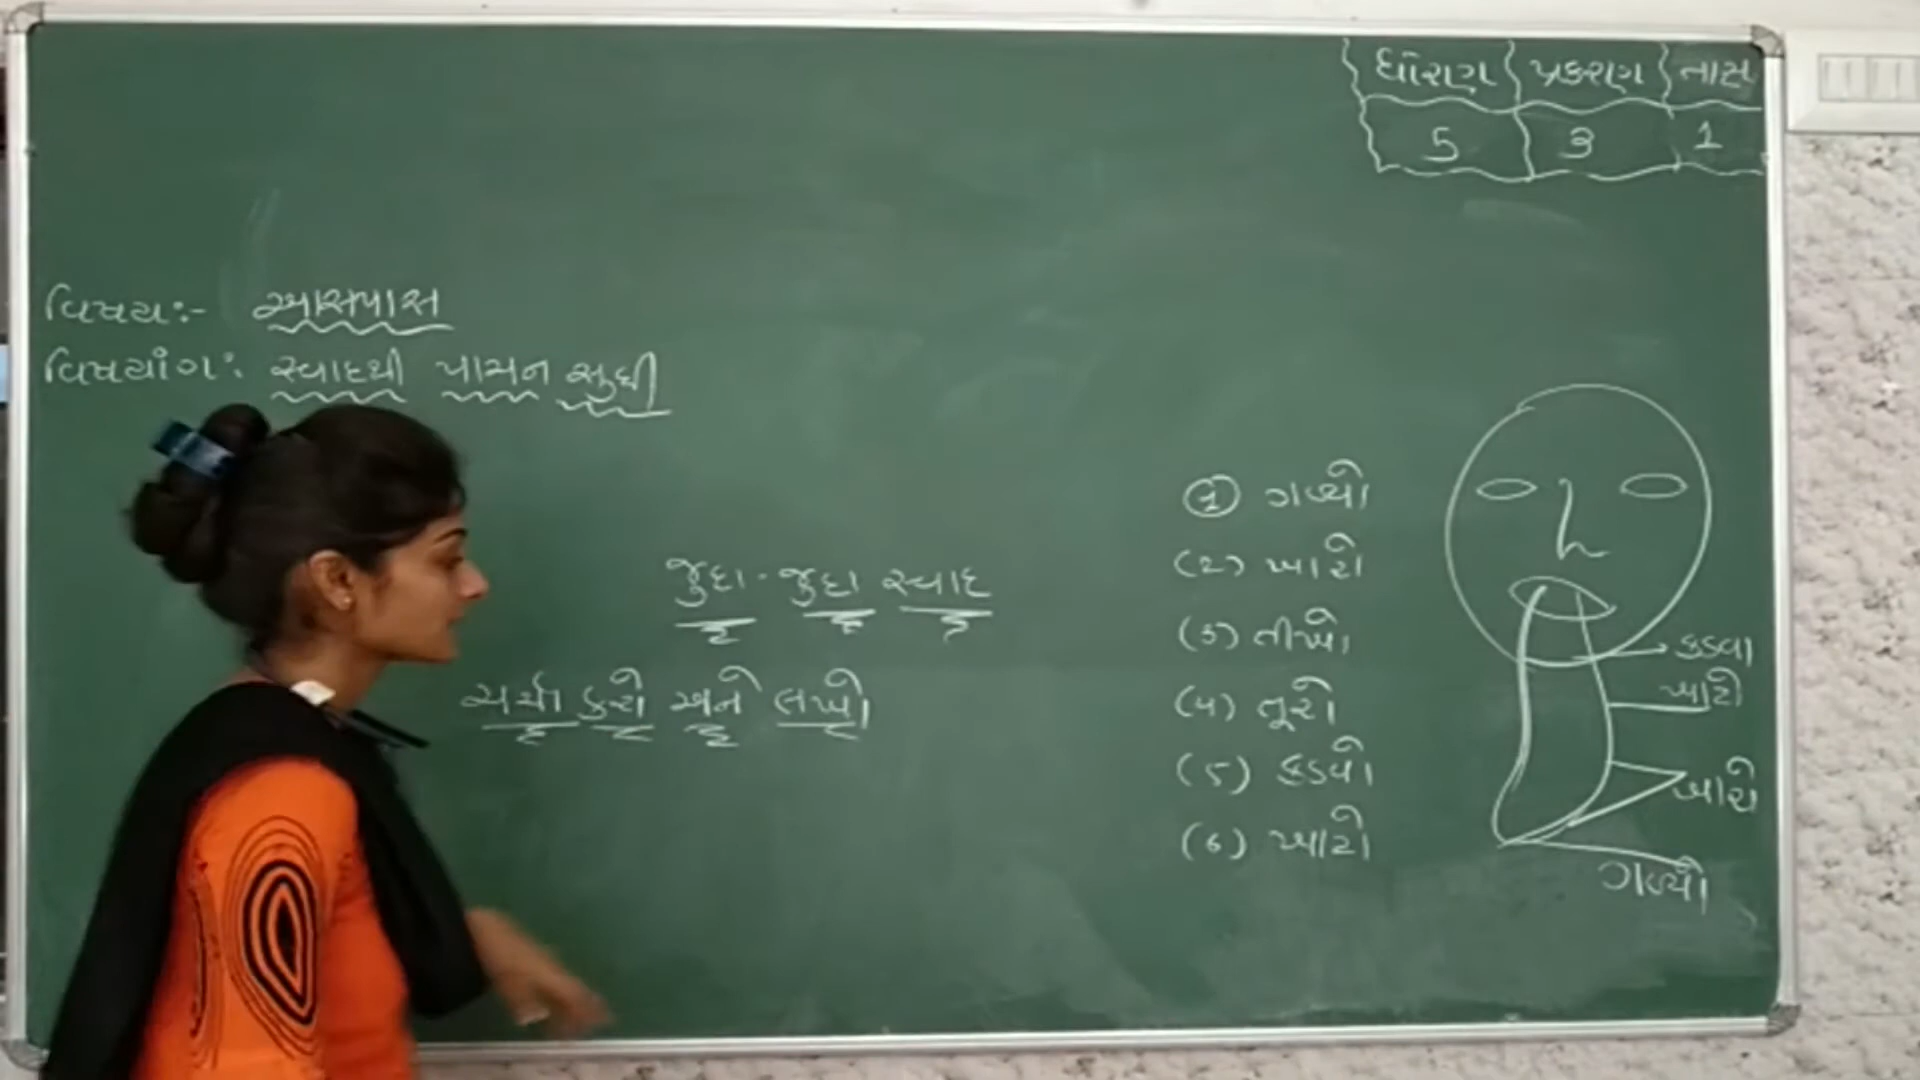 ધોરણ પ્રકરણ તાસ
5 3 1
વિષય:- આસપાસ
વિષયાંગ: સ્વાદથી પાચન સુધી
જુદા-જુદા સ્વાદ
ચર્ચા કરો અને લખો
(1) ગળ્યો
(2) ખારો
(3) તીખો
(4) તૂરો
(5) કડવો
(6) ખાટો
કડવા
ખાટો
ખારો
ગળ્યો